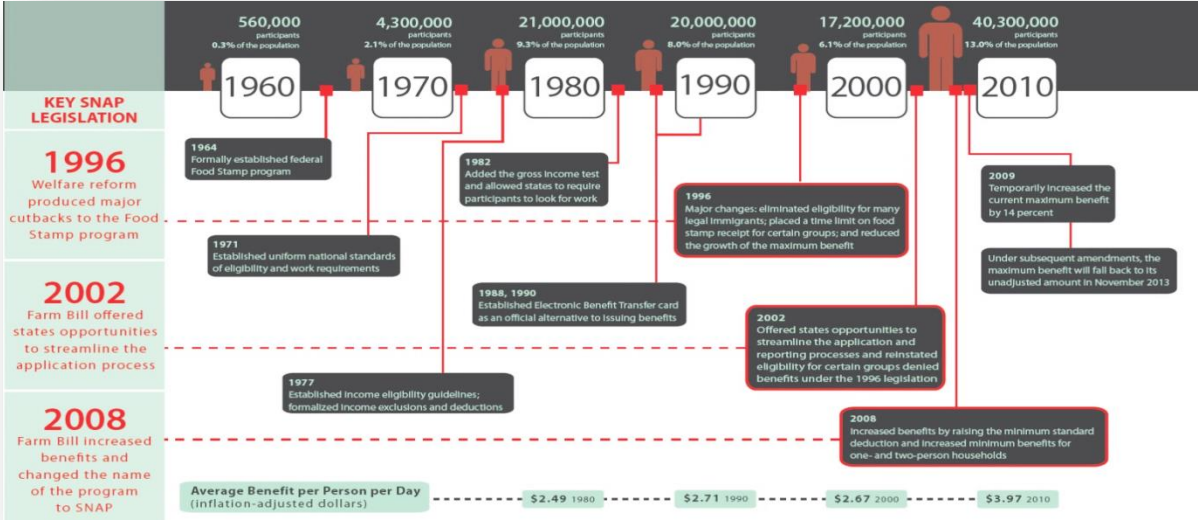 560,000
participants
0.3% of the population
1960
4,300,000
participants
2.1% of the population
1970
21,000,000
participants
9.3% of the population
1980
20,000,000
participants
8.0% of the population
1990
17,200,000
participants
6.1% of the population
2000
40,300,000
participants
13.0% of the population
2010
KEY SNAP
LEGISLATION
1996
Welfare reform
produced major
cutbacks to the Food
Stamp program
2002
Farm Bill offered
states opportunities
to streamline the
application process
2008
Farm Bill increased
benefits and
changed the name
of the program
to SNAP
1964
Formally established federal
Food Stamp program
1971
Established uniform national standards
of eligibility and work requirements
1977
Established income eligibility guidelines;
formalized income exclusions and deductions
1982
Added the gross income test
and allowed states to require
participants to look for work
1988, 1990
Established Electronic Benefit Transfer card
as an official alternative to issuing benefits
1996
Major changes: eliminated eligibility for many
legal immigrants; placed a time limit on food
stamp receipt for certain groups; and reduced
the growth of the maximum benefit
2002
Offered states opportunities to
streamline the application and
reporting processes and reinstated
eligibility for certain groups denied
benefits under the 1996 legislation
2008
Increased benefits by raising the minimum standard
deduction and increased minimum benefits for
one- and two-person households
2009
Temporarily increased the
current maximum benefit
by 14 percent
Under subsequent amendments, the
maximum benefit will fall back to its
unadjusted amount in November 2013
Average Benefit per Person per Day
(inflation-adjusted dollars)
$2.49 1980
$2.71 1990
$2.67 2000
$3.97 2010